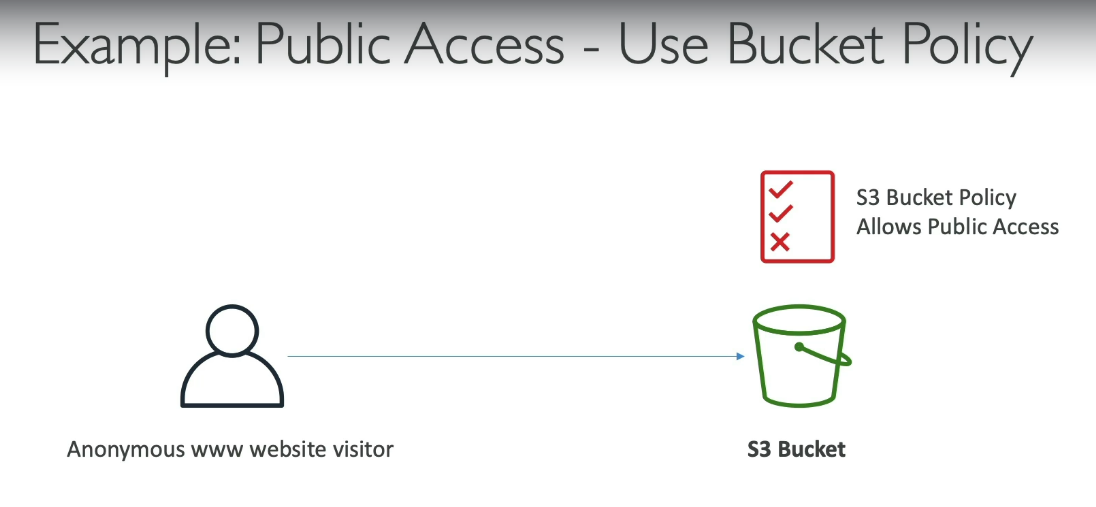 Example: Public Access - Use Bucket Policy
S3 Bucket Policy
Allows Public Access
Anonymous www website visitor
S3 Bucket